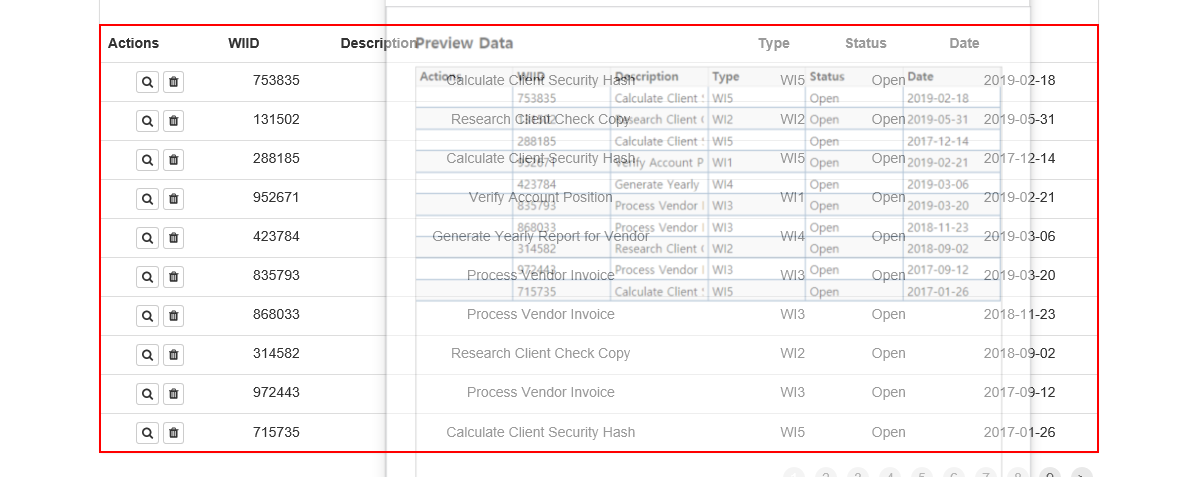 Actions WIID Description Type Status Date
753835 Calculate Client Security Hash WI5 Open 2019-02-18
131502 Research Client Check Copy WI2 Open 2019-05-31
288185 Calculate Client Security Hash WI5 Open 2017-12-14
952671 Verify Account Position WI1 Open 2019-02-21
423784 Generate Yearly Report for Vendor WI4 Open 2019-03-06
835793 Process Vendor Invoice WI3 Open 2019-03-20
868033 Process Vendor Invoice WI3 Open 2018-11-23
314582 Research Client Check Copy WI2 Open 2018-09-02
972443 Process Vendor Invoice WI3 Open 2017-09-12
715735 Calculate Client Security Hash WI5 Open 2017-01-26
Preview Data
Actions WIID Description Type Status Date
753835 Calculate Client WI5 Open 2019-02-18
131502 Research Client WI2 Open 2019-05-31
288185 Calculate Client WI5 Open 2017-12-14
952671 Verify Account P WI1 Open 2019-02-21
423784 Generate Yearly WI4 Open 2019-03-06
835793 Process Vendor WI3 Open 2019-03-20
868033 Process Vendor WI3 Open 2018-11-23
314582 Research Client WI2 Open 2018-09-02
972443 Process Vendor WI3 Open 2017-09-12
715735 Calculate Client WI5 Open 2017-01-26